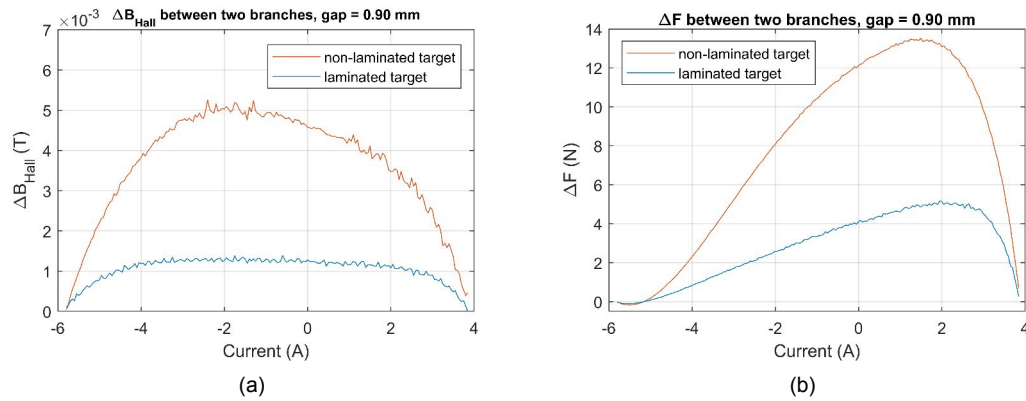 ΔB_Hall between two branches, gap = 0.90 mm
×10⁻³
7
6
5
4
3
2
1
0
ΔB_Hall (T)
non-laminated target
laminated target
-6 -4 -2 0 2 4
Current (A)
(a)
ΔF between two branches, gap = 0.90 mm
14
12
10
8
6
4
2
0
ΔF (N)
non-laminated target
laminated target
-6 -4 -2 0 2 4
Current (A)
(b)